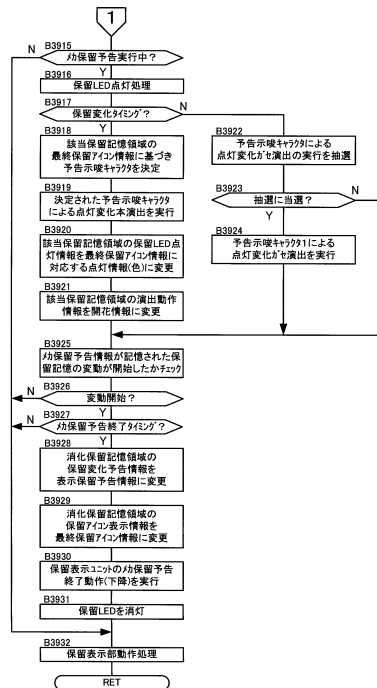 1
B3915
N
ﾒｶ保留予告実行中？
Y
B3916
保留LED点灯処理
B3917
保留変化ﾀｲﾐﾝｸﾞ？
N
Y
B3918
該当保留記憶領域の
最終保留ｱｲｺﾝ情報に基づき
予告示唆ｷｬﾗｸﾀを決定
B3919
決定された予告示唆ｷｬﾗｸﾀ
による点灯変化本演出を実行
B3920
該当保留記憶領域の保留LED点
灯情報を最終保留ｱｲｺﾝ情報に
対応する点灯情報(色)に変更
B3921
該当保留記憶領域の演出動作
情報を開花情報に変更
B3922
予告示唆ｷｬﾗｸﾀによる
点灯変化ｶﾞｾ演出の実行を抽選
B3923
抽選に当選？
N
Y
B3924
予告示唆ｷｬﾗｸﾀ1による
点灯変化ｶﾞｾ演出を実行
B3925
ﾒｶ保留予告情報が記憶された保
留記憶の変動が開始したかﾁｪｯｸ
B3926
N
変動開始？
Y
B3927
N
ﾒｶ保留予告終了ﾀｲﾐﾝｸﾞ？
Y
B3928
消化保留記憶領域の
保留変化予告情報を
表示保留予告情報に変更
B3929
消化保留記憶領域の
保留ｱｲｺﾝ表示情報を
最終保留ｱｲｺﾝ情報に変更
B3930
保留表示ﾕﾆｯﾄのﾒｶ保留予告
終了動作(下降)を実行
B3931
保留LEDを消灯
B3932
保留表示部動作処理
RET